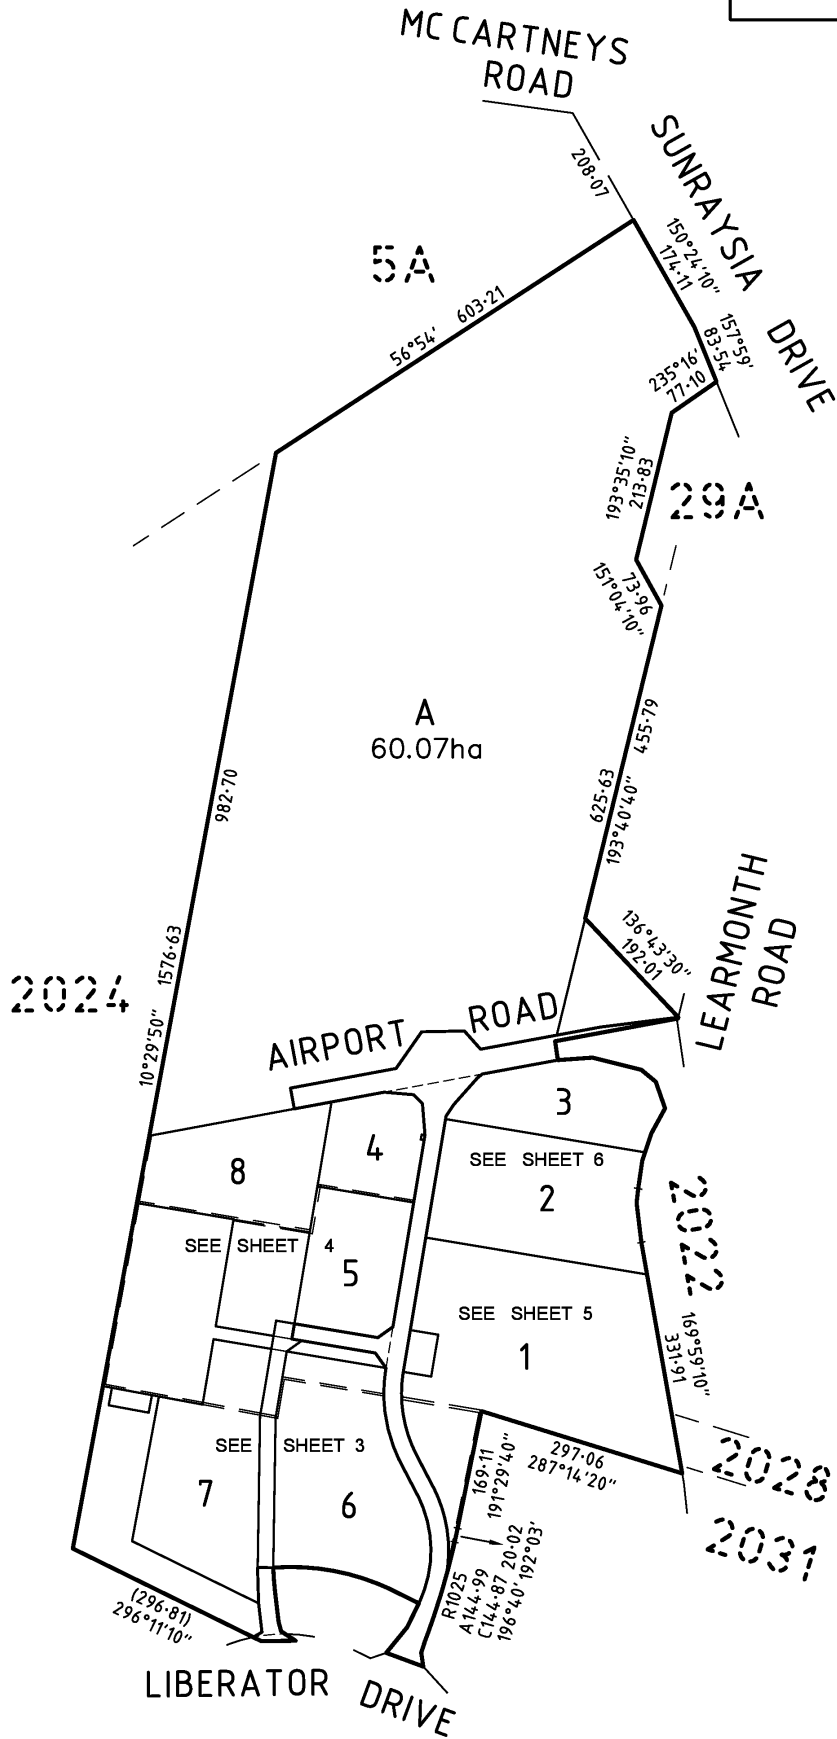 MC CARTNEYS
ROAD
208·07
SUNRAYSIA DRIVE
150°24'10"
174·11
5A
603·21
56°54'
157°59'
83·54
235°16'
77·10
193°35'10"
213·83
29A
73·96
151°04'10"
A
60.07ha
455·79
625·63
193°40'40"
982·70
LEARMONTH
ROAD
136°43'30"
192·01
1576·63
2024
10°29'50"
AIRPORT ROAD
3
4
8
SEE SHEET 6
2
2022
SEE SHEET 4
5
SEE SHEET 5
1
169°59'10"
331·91
SEE SHEET 3
7
6
169·11
191°29'40"
297·06
287°14'20"
2028
2031
20·02
192°03'
R1025
A144·99
C144·87
196°40'
(296·81)
296°11'10"
LIBERATOR DRIVE